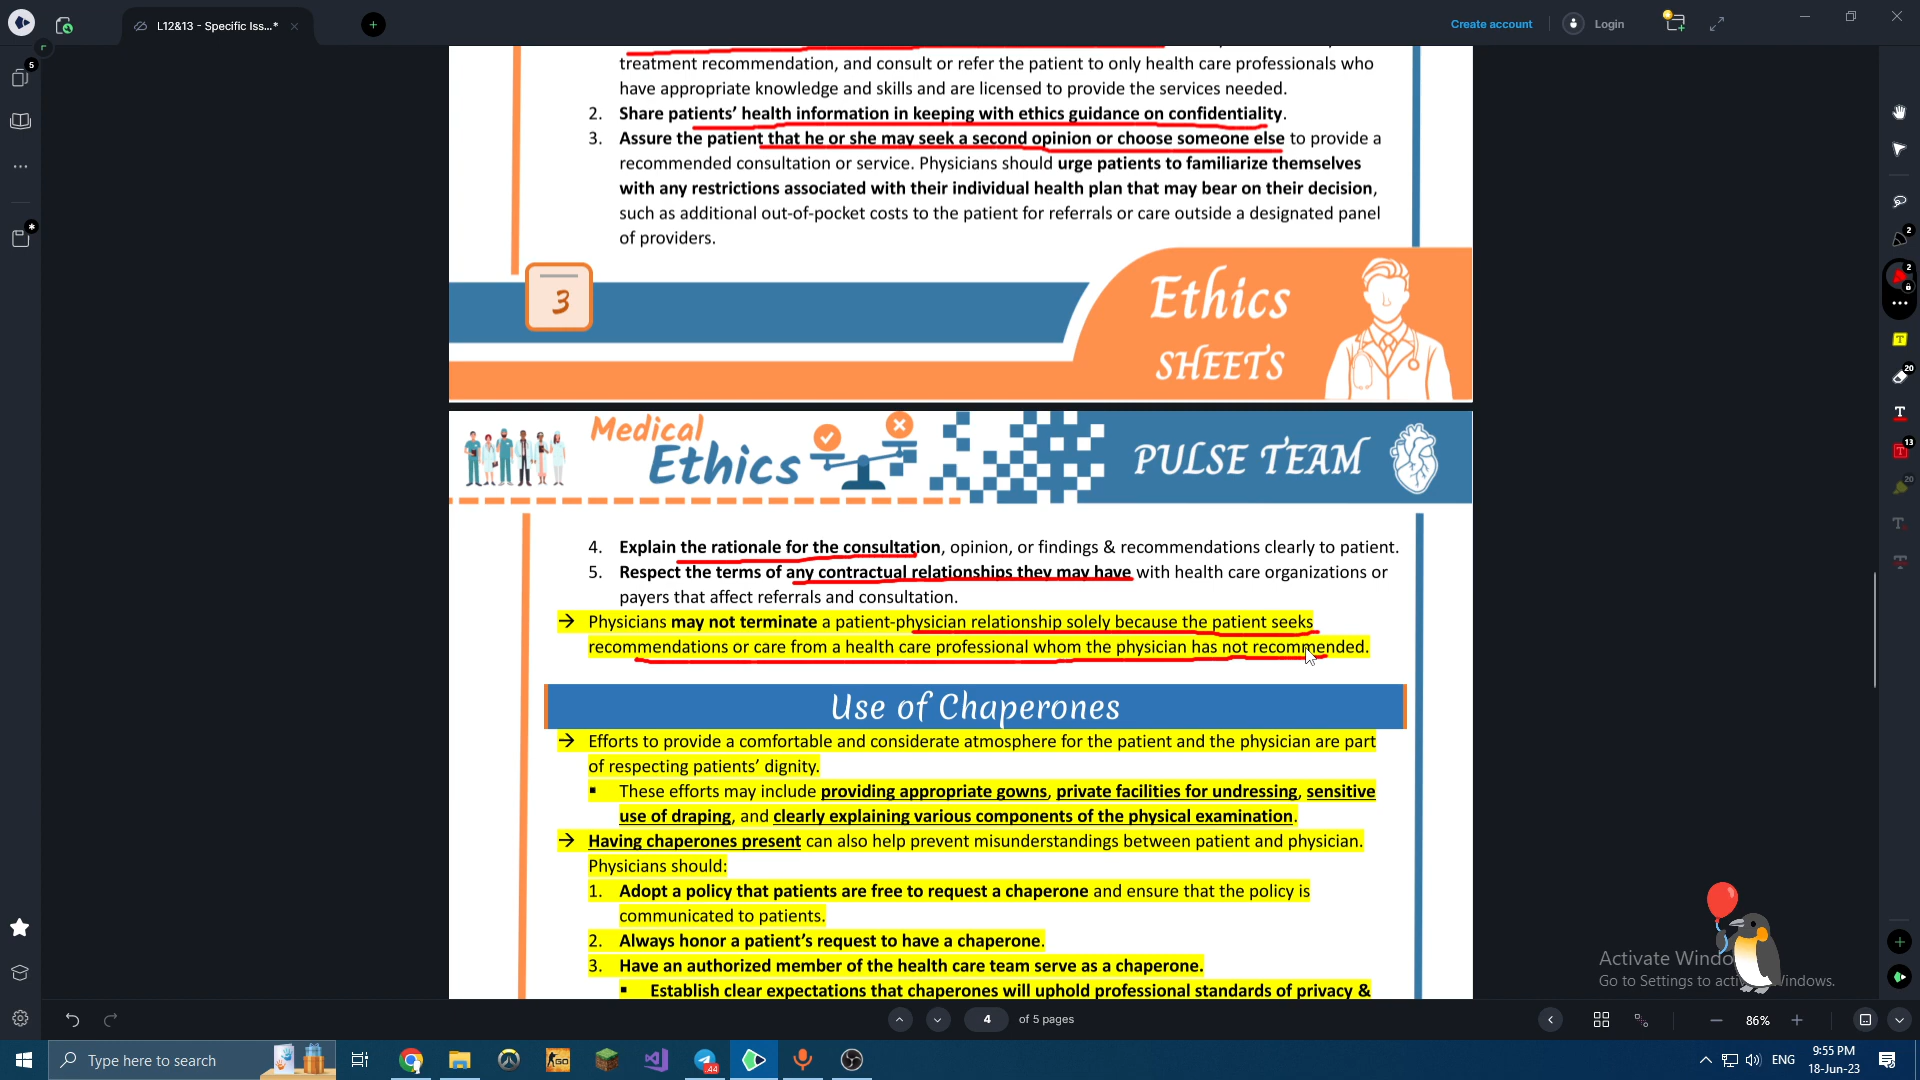 L12&13 - Specific Iss...*
Create account
Login
treatment recommendation, and consult or refer the patient to only health care professionals who
have appropriate knowledge and skills and are licensed to provide the services needed.
2. Share patients' health information in keeping with ethics guidance on confidentiality.
3. Assure the patient that he or she may seek a second opinion or choose someone else to provide a
recommended consultation or service. Physicians should urge patients to familiarize themselves
with any restrictions associated with their individual health plan that may bear on their decision,
such as additional out-of-pocket costs to the patient for referrals or care outside a designated panel
of providers.
3
Ethics
SHEETS
Medical
Ethics
PULSE TEAM
4. Explain the rationale for the consultation, opinion, or findings & recommendations clearly to patient.
5. Respect the terms of any contractual relationships they may have with health care organizations or
payers that affect referrals and consultation.
→ Physicians may not terminate a patient-physician relationship solely because the patient seeks
recommendations or care from a health care professional whom the physician has not recommended.
Use of Chaperones
→ Efforts to provide a comfortable and considerate atmosphere for the patient and the physician are part
of respecting patients' dignity.
▪ These efforts may include providing appropriate gowns, private facilities for undressing, sensitive
use of draping, and clearly explaining various components of the physical examination.
→ Having chaperones present can also help prevent misunderstandings between patient and physician.
Physicians should:
1. Adopt a policy that patients are free to request a chaperone and ensure that the policy is
communicated to patients.
2. Always honor a patient's request to have a chaperone.
3. Have an authorized member of the health care team serve as a chaperone.
▪ Establish clear expectations that chaperones will uphold professional standards of privacy &
5
2
2
20
13
20
Activate Windo
Go to Settings to acti indows.
4 of 5 pages
86%
Type here to search
GO
44
ENG
9:55 PM
18-Jun-23